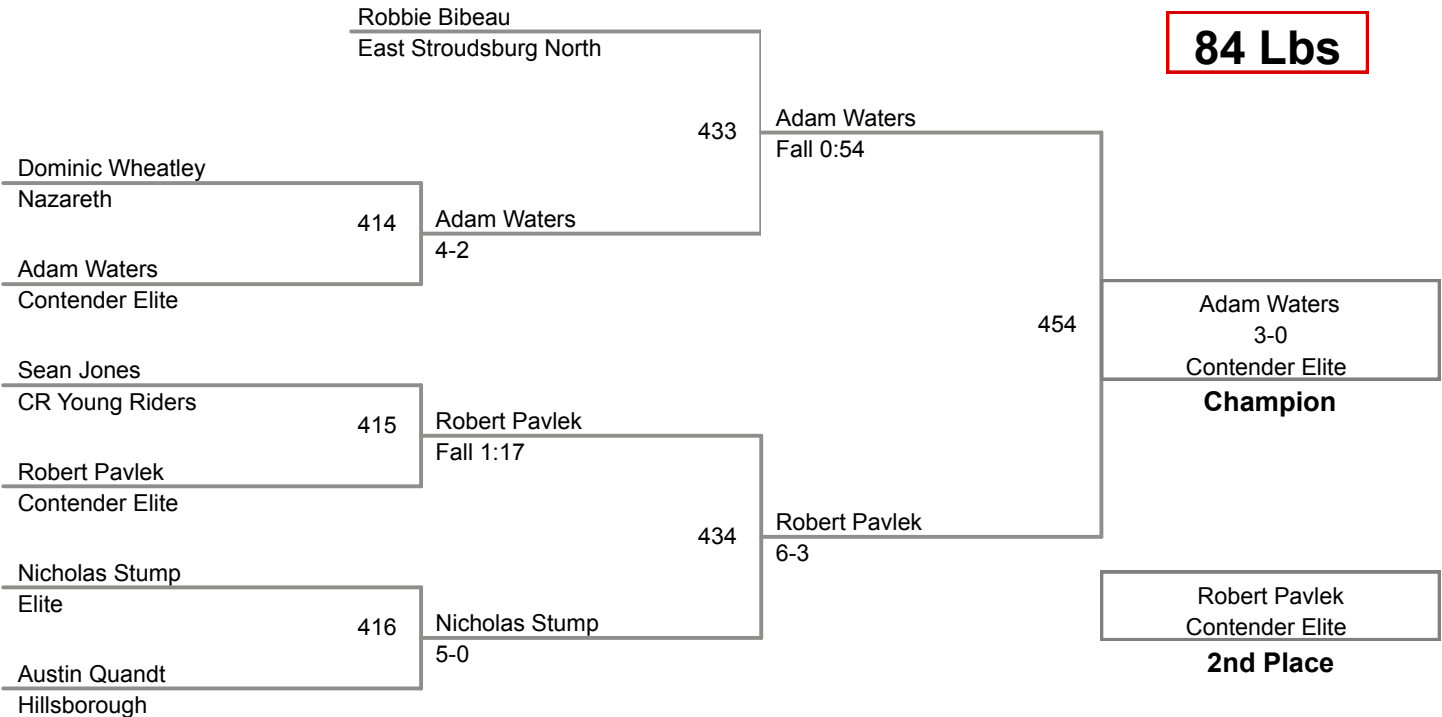 Robbie Bibeau
East Stroudsburg North
84 Lbs
433
Adam Waters
Fall 0:54
Dominic Wheatley
Nazareth
414
Adam Waters
4-2
Adam Waters
Contender Elite
454
Adam Waters
3-0
Contender Elite
Champion
Sean Jones
CR Young Riders
415
Robert Pavlek
Fall 1:17
Robert Pavlek
Contender Elite
434
Robert Pavlek
6-3
Nicholas Stump
Elite
416
Nicholas Stump
5-0
Austin Quandt
Hillsborough
Robert Pavlek
Contender Elite
2nd Place